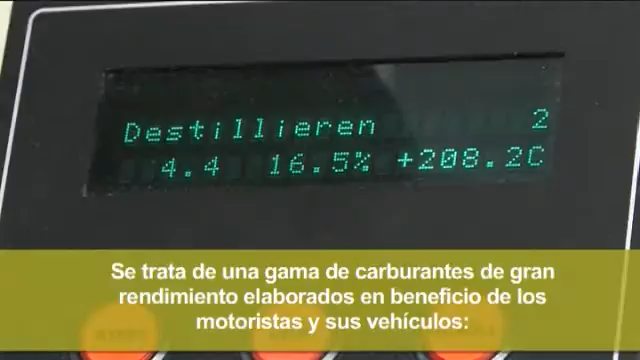 Destillieren 2
4.4 16.5% +208.2C
Se trata de una gama de carburantes de gran
rendimiento elaborados en beneficio de los
motoristas y sus vehículos: